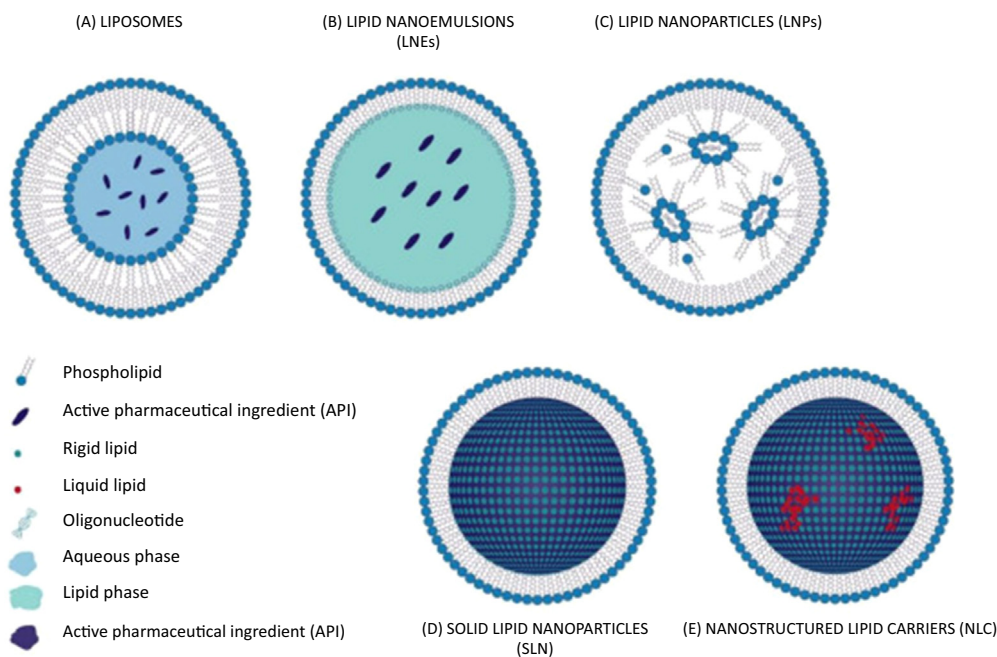 (A) LIPOSOMES
(B) LIPID NANOEMULSIONS
(LNEs)
(C) LIPID NANOPARTICLES (LNPs)
Phospholipid
Active pharmaceutical ingredient (API)
Rigid lipid
Liquid lipid
Oligonucleotide
Aqueous phase
Lipid phase
Active pharmaceutical ingredient (API)
(D) SOLID LIPID NANOPARTICLES
(SLN)
(E) NANOSTRUCTURED LIPID CARRIERS (NLC)